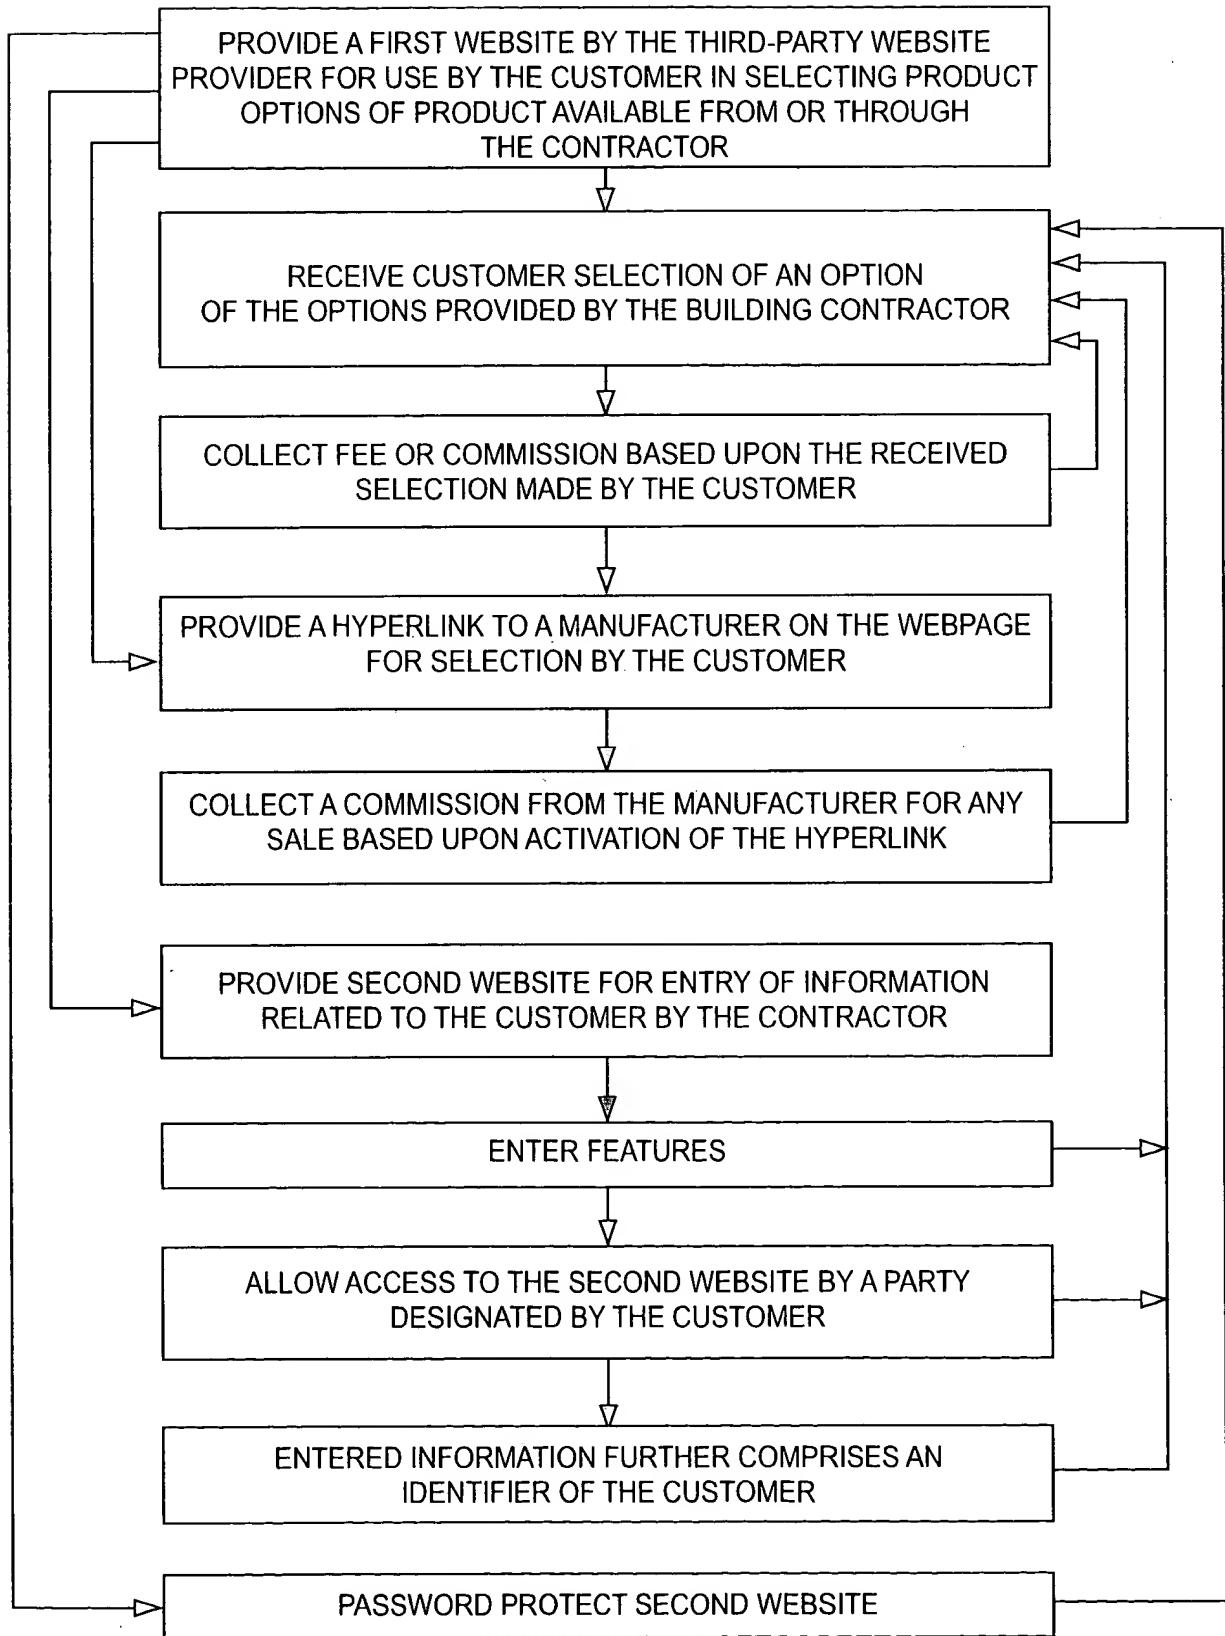 PROVIDE A FIRST WEBSITE BY THE THIRD-PARTY WEBSITE
PROVIDER FOR USE BY THE CUSTOMER IN SELECTING PRODUCT
OPTIONS OF PRODUCT AVAILABLE FROM OR THROUGH
THE CONTRACTOR
RECEIVE CUSTOMER SELECTION OF AN OPTION
OF THE OPTIONS PROVIDED BY THE BUILDING CONTRACTOR
COLLECT FEE OR COMMISSION BASED UPON THE RECEIVED
SELECTION MADE BY THE CUSTOMER
PROVIDE A HYPERLINK TO A MANUFACTURER ON THE WEBPAGE
FOR SELECTION BY THE CUSTOMER
COLLECT A COMMISSION FROM THE MANUFACTURER FOR ANY
SALE BASED UPON ACTIVATION OF THE HYPERLINK
PROVIDE SECOND WEBSITE FOR ENTRY OF INFORMATION
RELATED TO THE CUSTOMER BY THE CONTRACTOR
ENTER FEATURES
ALLOW ACCESS TO THE SECOND WEBSITE BY A PARTY
DESIGNATED BY THE CUSTOMER
ENTERED INFORMATION FURTHER COMPRISES AN
IDENTIFIER OF THE CUSTOMER
PASSWORD PROTECT SECOND WEBSITE